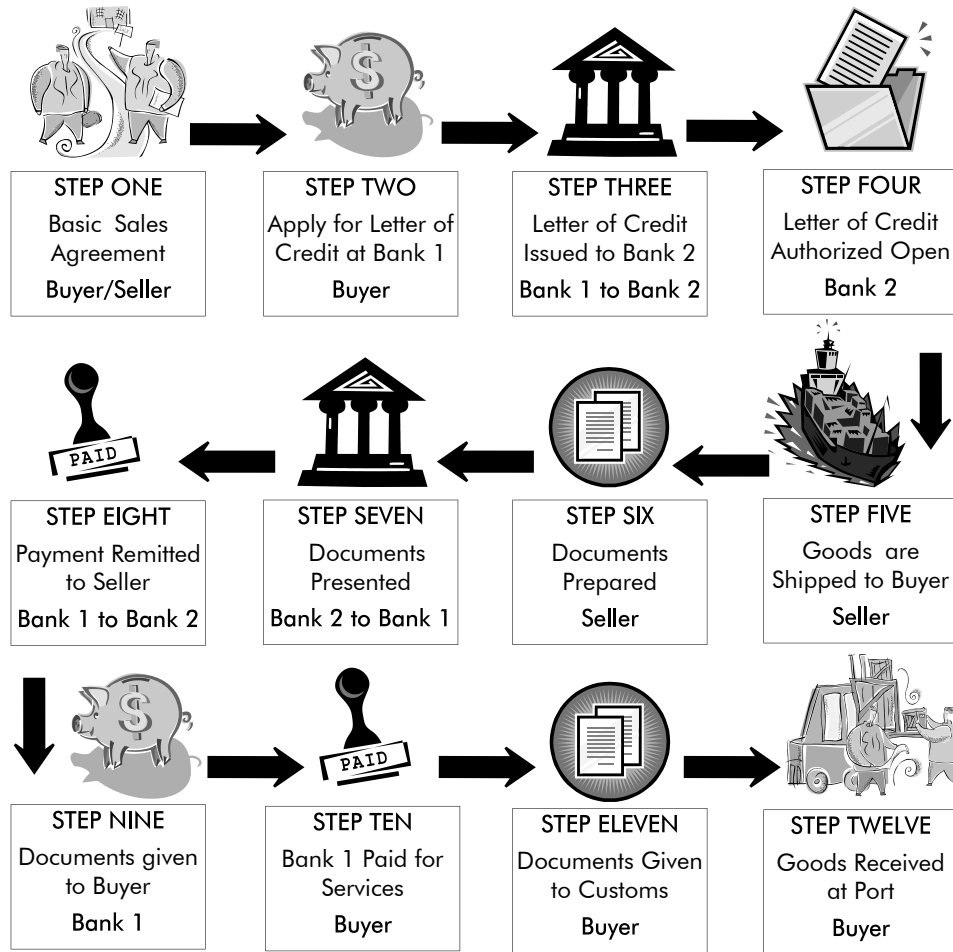 STEP ONE
Basic Sales
Agreement
Buyer/Seller
STEP TWO
Apply for Letter of
Credit at Bank 1
Buyer
STEP THREE
Letter of Credit
Issued to Bank 2
Bank 1 to Bank 2
STEP FOUR
Letter of Credit
Authorized Open
Bank 2
STEP FIVE
Goods are
Shipped to Buyer
Seller
STEP SIX
Documents
Prepared
Seller
STEP SEVEN
Documents
Presented
Bank 2 to Bank 1
PAID
STEP EIGHT
Payment Remitted
to Seller
Bank 1 to Bank 2
STEP NINE
Documents given
to Buyer
Bank 1
PAID
STEP TEN
Bank 1 Paid for
Services
Buyer
STEP ELEVEN
Documents Given
to Customs
Buyer
STEP TWELVE
Goods Received
at Port
Buyer